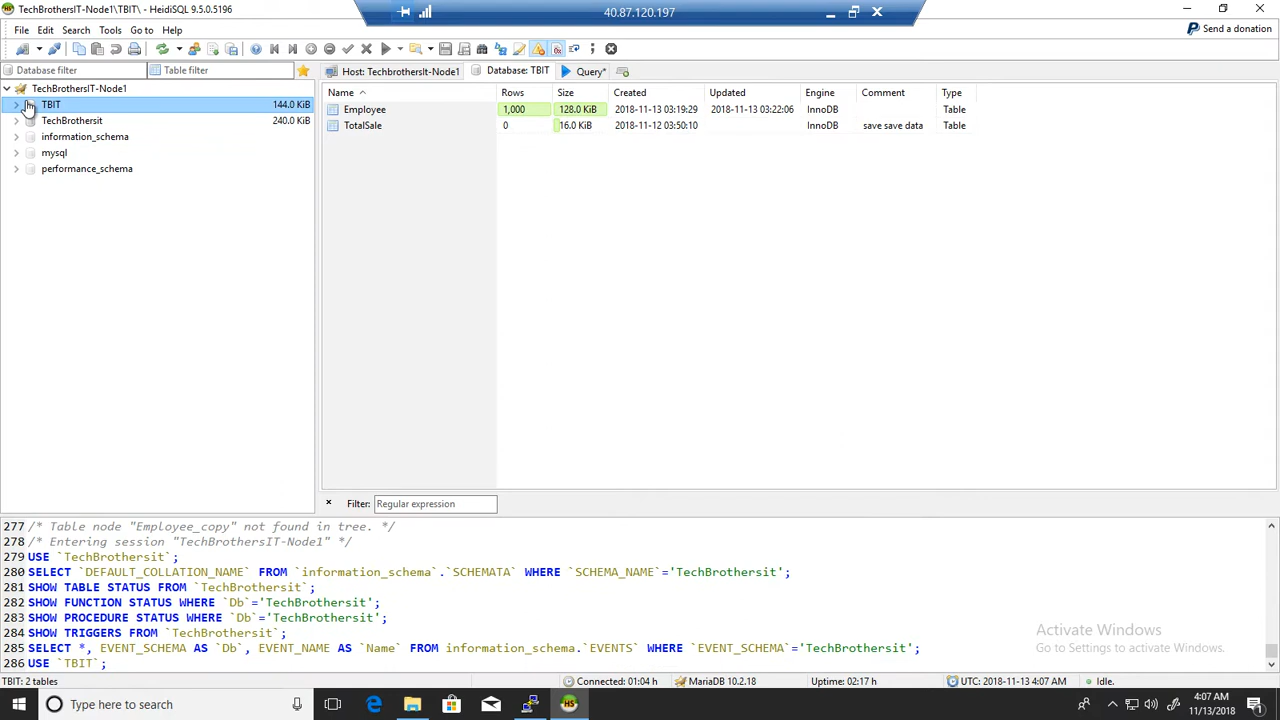 TechBrothersIT-Node1\TBIT\ - HeidiSQL 9.5.0.5196
40.87.120.197
File Edit Search Tools Go to Help
Send a donation
Database filter Table filter
Host: TechbrothersIt-Node1 Database: TBIT Query*
TechBrothersIT-Node1
TBIT 144.0 KiB
TechBrothersit 240.0 KiB
information_schema
mysql
performance_schema
Name Rows Size Created Updated Engine Comment Type
Employee 1,000 128.0 KiB 2018-11-13 03:19:29 2018-11-13 03:22:06 InnoDB Table
TotalSale 0 16.0 KiB 2018-11-12 03:50:10 InnoDB save save data Table
Filter: Regular expression
277 /* Table node "Employee_copy" not found in tree. */
278 /* Entering session "TechBrothersIT-Node1" */
279 USE `TechBrothersit`;
280 SELECT `DEFAULT_COLLATION_NAME` FROM `information_schema`.`SCHEMATA` WHERE `SCHEMA_NAME`='TechBrothersit';
281 SHOW TABLE STATUS FROM `TechBrothersit`;
282 SHOW FUNCTION STATUS WHERE `Db`='TechBrothersit';
283 SHOW PROCEDURE STATUS WHERE `Db`='TechBrothersit';
284 SHOW TRIGGERS FROM `TechBrothersit`;
285 SELECT *, EVENT_SCHEMA AS `Db`, EVENT_NAME AS `Name` FROM information_schema.`EVENTS` WHERE `EVENT_SCHEMA`='TechBrothersit';
286 USE `TBIT`;
Activate Windows
Go to Settings to activate Windows.
TBIT: 2 tables Connected: 01:04 h MariaDB 10.2.18 Uptime: 02:17 h UTC: 2018-11-13 4:07 AM Idle.
Type here to search
4:07 AM
11/13/2018